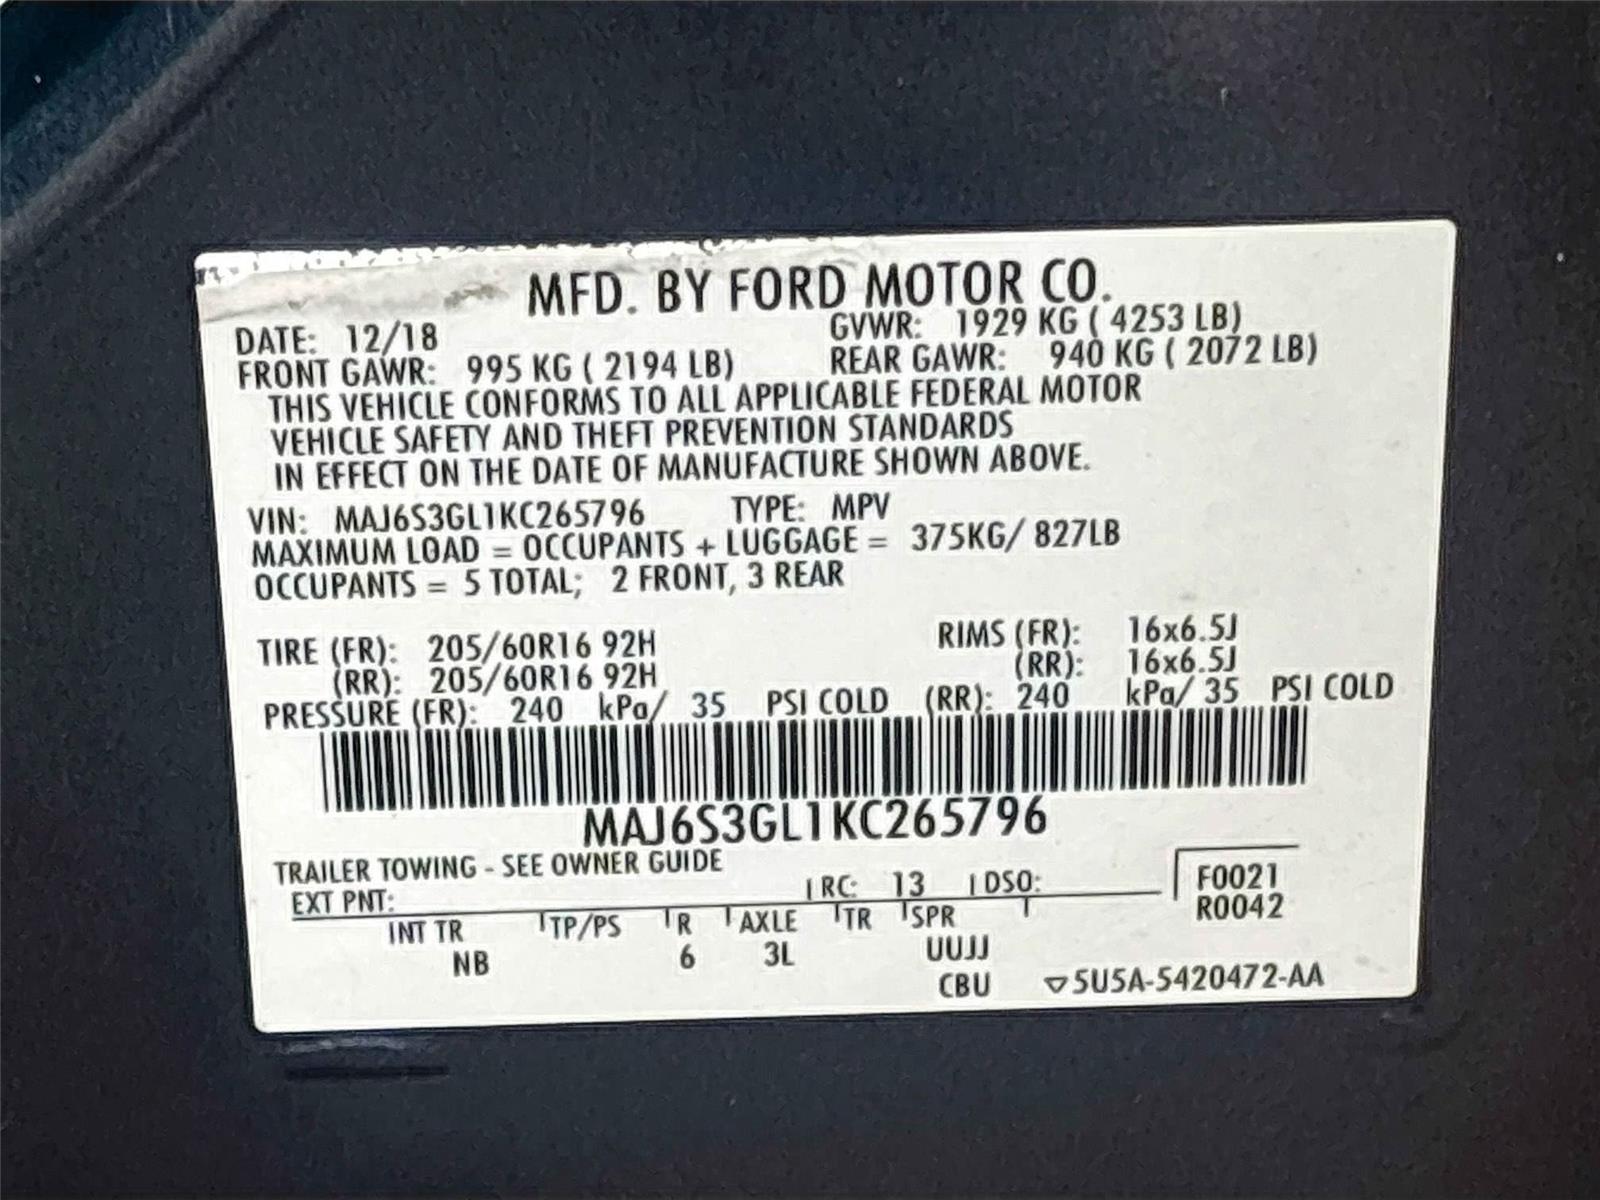 MFD. BY FORD MOTOR CO.
DATE: 12/18 GVWR: 1929 KG ( 4253 LB)
FRONT GAWR: 995 KG ( 2194 LB) REAR GAWR: 940 KG ( 2072 LB)
THIS VEHICLE CONFORMS TO ALL APPLICABLE FEDERAL MOTOR
VEHICLE SAFETY AND THEFT PREVENTION STANDARDS
IN EFFECT ON THE DATE OF MANUFACTURE SHOWN ABOVE.
VIN: MAJ6S3GL1KC265796 TYPE: MPV
MAXIMUM LOAD = OCCUPANTS + LUGGAGE = 375KG/ 827LB
OCCUPANTS = 5 TOTAL; 2 FRONT, 3 REAR
TIRE (FR): 205/60R16 92H RIMS (FR): 16x6.5J
(RR): 205/60R16 92H (RR): 16x6.5J
PRESSURE (FR): 240 kPa/ 35 PSI COLD (RR): 240 kPa/ 35 PSI COLD
MAJ6S3GL1KC265796
TRAILER TOWING - SEE OWNER GUIDE
EXT PNT: RC: 13 DSO: F0021
R0042
INT TR TP/PS R AXLE TR SPR
NB 6 3L UUJJ
CBU ▽5U5A-5420472-AA